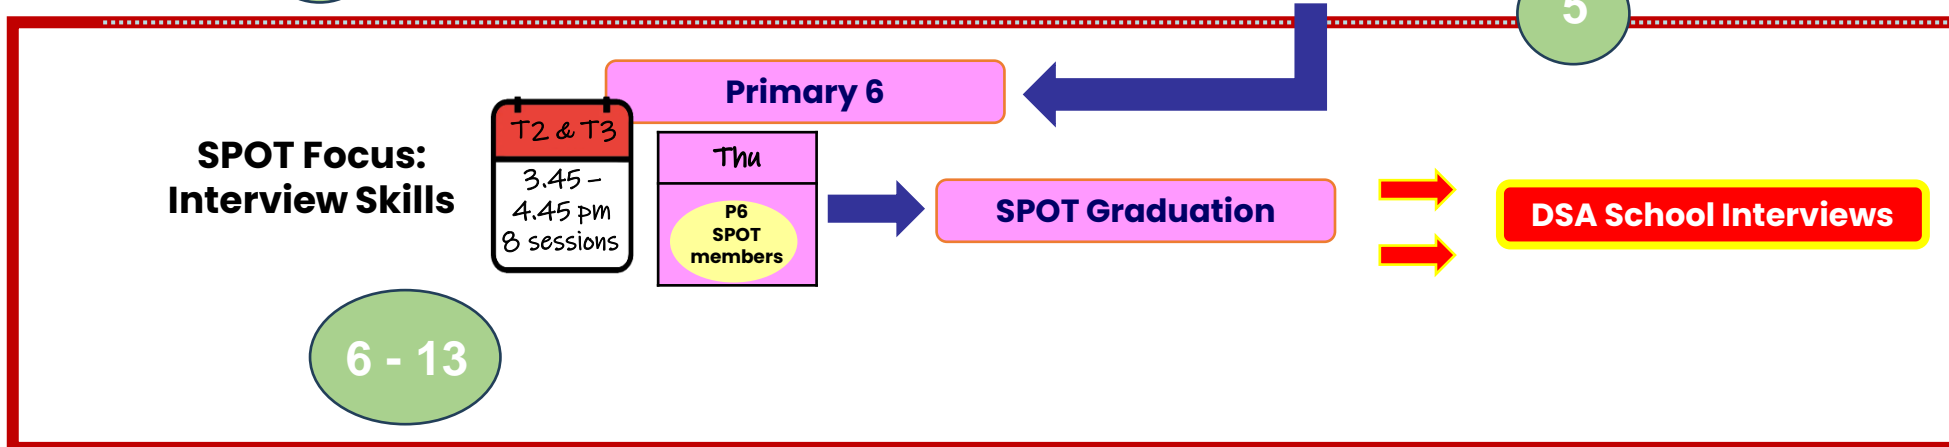 5
Primary 6
SPOT Focus:
Interview Skills
T2 & T3
3.45 –
4.45 pm
8 sessions
Thu
P6
SPOT
members
SPOT Graduation
DSA School Interviews
6 - 13